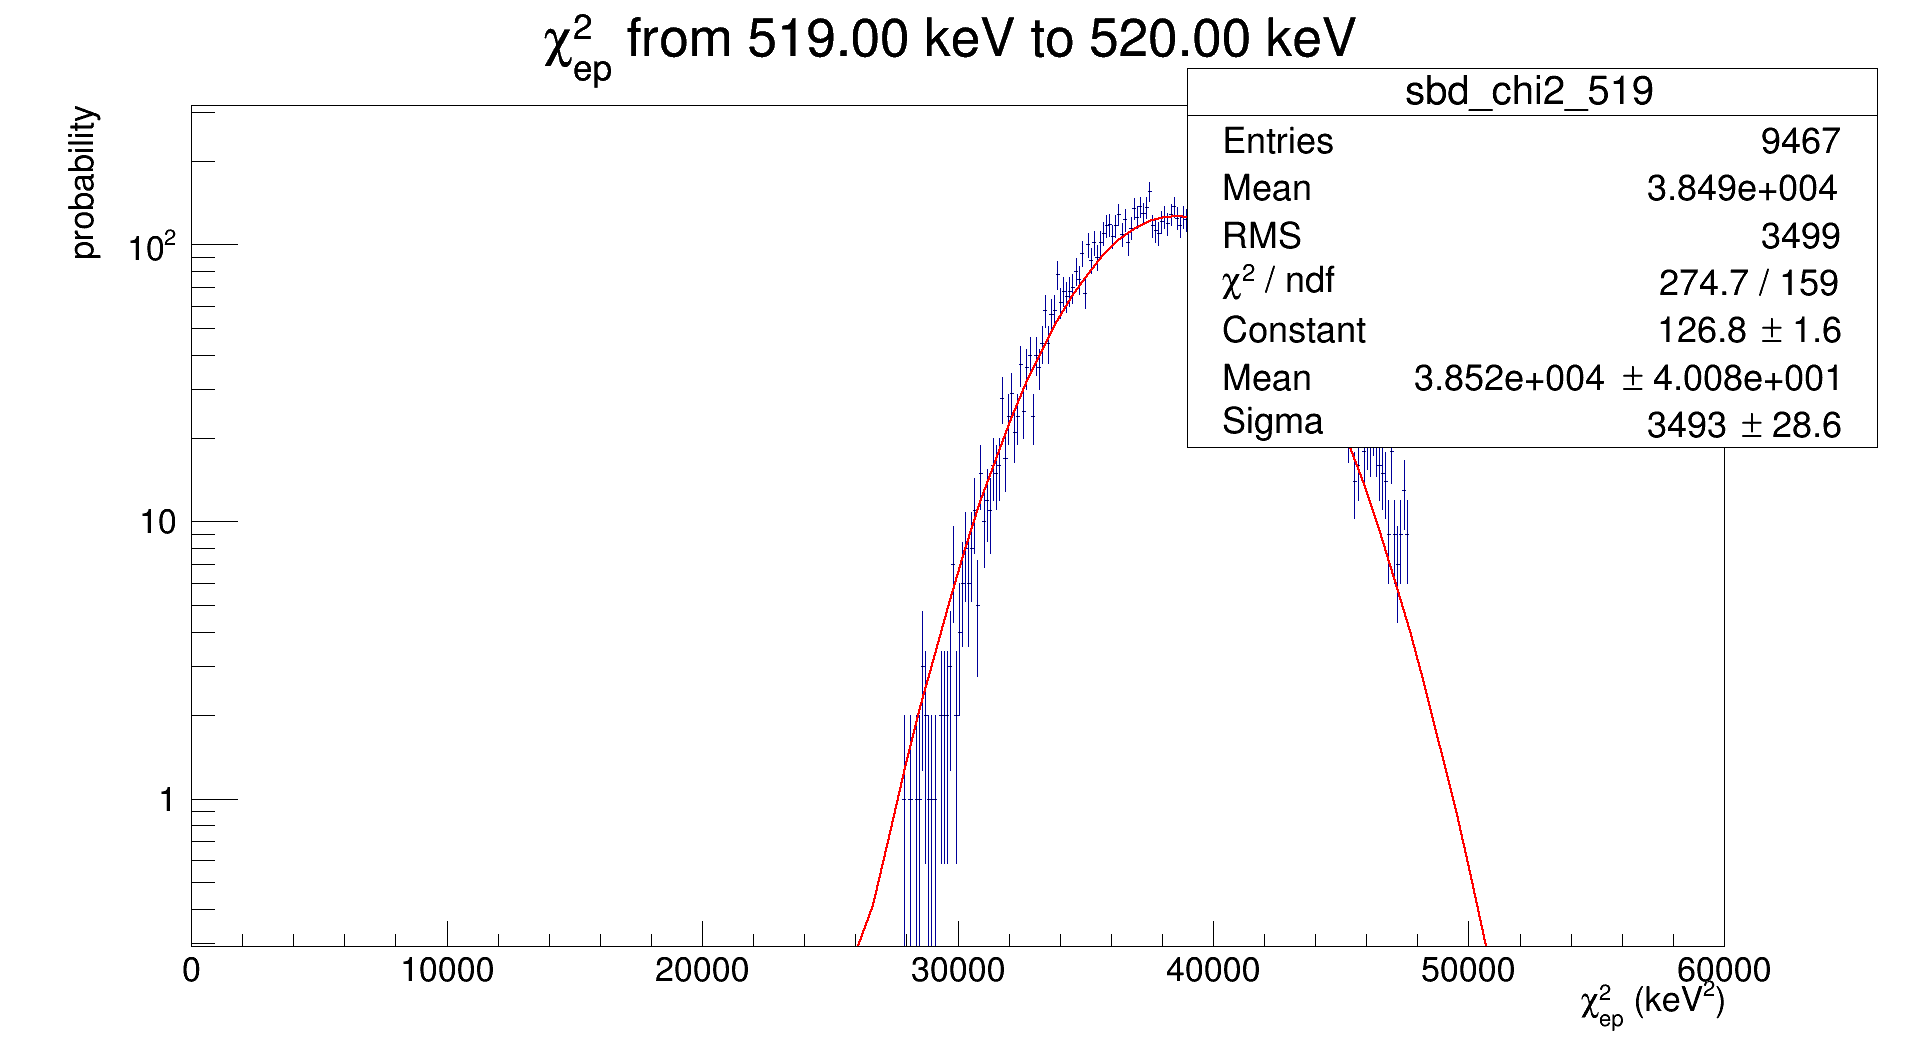 χ²ep from 519.00 keV to 520.00 keV
sbd_chi2_519
Entries 9467
Mean 3.849e+004
RMS 3499
χ² / ndf 274.7 / 159
Constant 126.8 ± 1.6
Mean 3.852e+004 ± 4.008e+001
Sigma 3493 ± 28.6
probability
10²
10
1
0 10000 20000 30000 40000 50000 60000
χ²ep (keV²)